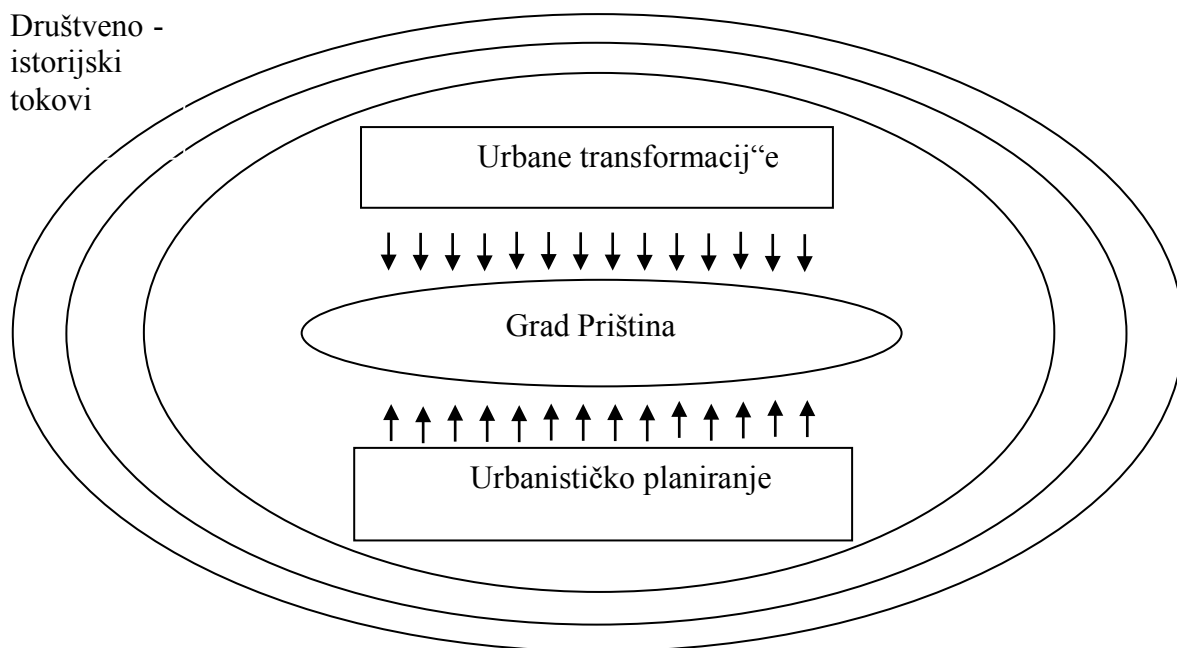 Društveno -
istorijski
tokovi
Urbane transformacij“e
Grad Priština
Urbanističko planiranje